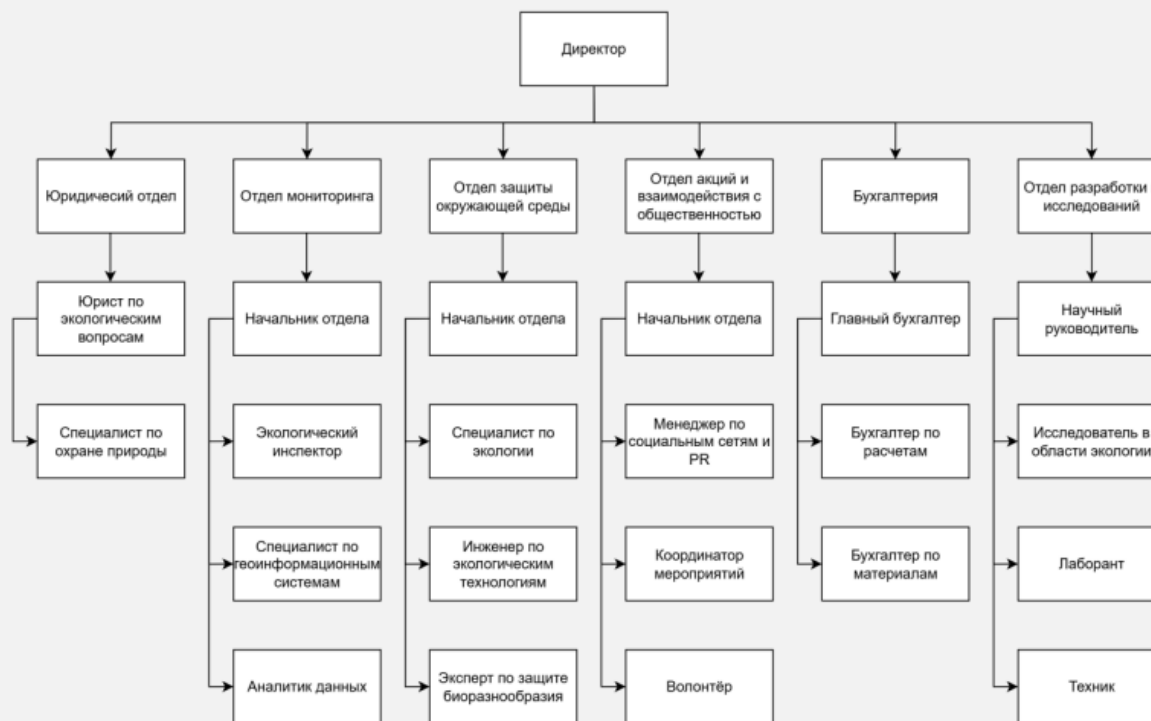 Директор
Юридичесий отдел
Отдел мониторинга
Отдел защиты
окружающей среды
Отдел акций и
взаимодействия с
общественностью
Бухгалтерия
Отдел разработки
исследований
Юрист по
экологическим
вопросам
Начальник отдела
Начальник отдела
Начальник отдела
Главный бухгалтер
Научный
руководитель
Специалист по
охране природы
Экологический
инспектор
Специалист по
экологии
Менеджер по
социальным сетям и
PR
Бухгалтер по
расчетам
Исследователь в
области экологии
Специалист по
геоинформационным
системам
Инженер по
экологическим
технологиям
Координатор
мероприятий
Бухгалтер по
материалам
Лаборант
Аналитик данных
Эксперт по защите
биоразнообразия
Волонтёр
Техник